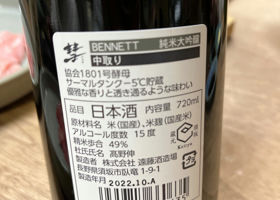 彗
BENNETT 純米大吟醸
中取り
協会1801号酵母
サーマルタンク－5℃貯蔵
優雅な香りと透き通るような味わい
品目 日本酒 内容量 720ml
原材料名 米(国産)、米麹(国産米)
アルコール度数 15度
精米歩合 49%
杜氏氏名 髙野伸
製造者 株式会社 遠藤酒造場
長野県須坂市臥竜 1-9-1
製造年月 2022.10.A